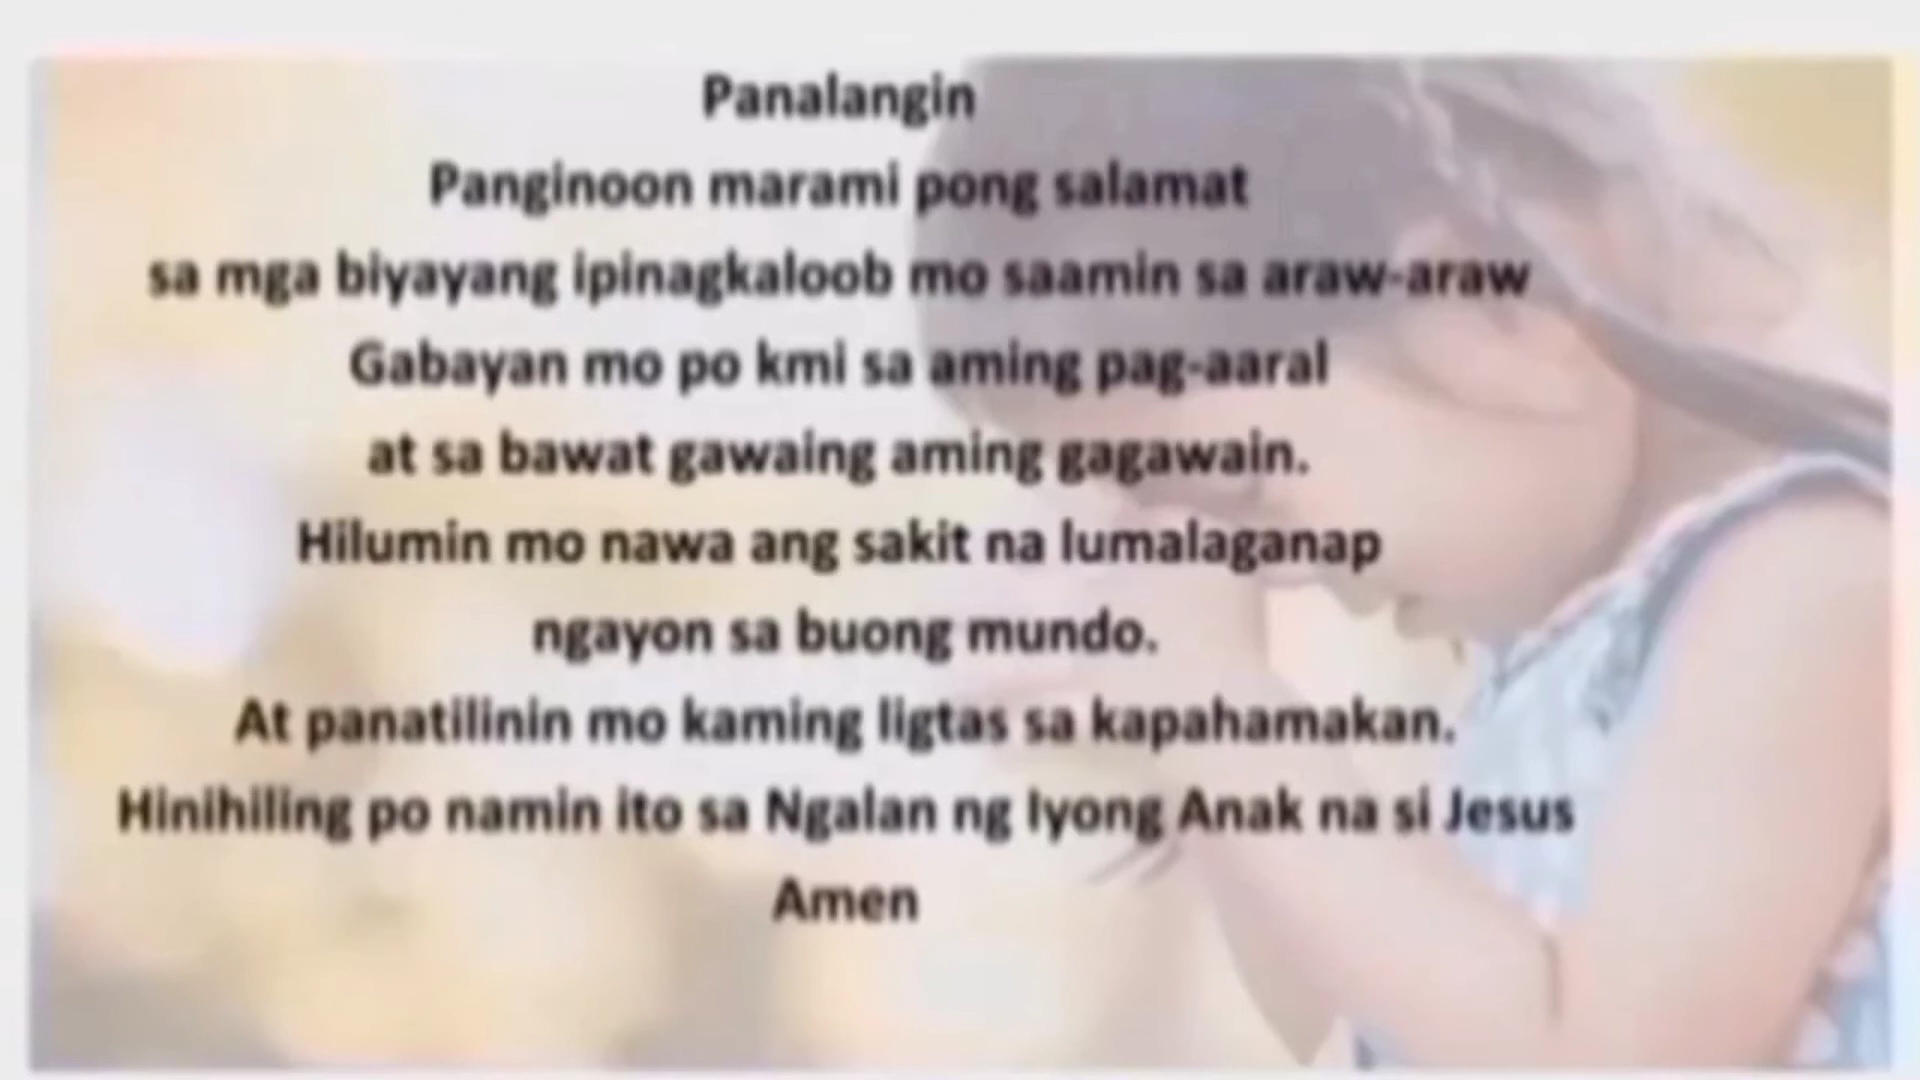 Panalangin
Panginoon marami pong salamat
sa mga biyayang ipinagkaloob mo saamin sa araw-araw
Gabayan mo po kmi sa aming pag-aaral
at sa bawat gawaing aming gagawain.
Hilumin mo nawa ang sakit na lumalaganap
ngayon sa buong mundo.
At panatilinin mo kaming ligtas sa kapahamakan.
Hinihiling po namin ito sa Ngalan ng Iyong Anak na si Jesus
Amen